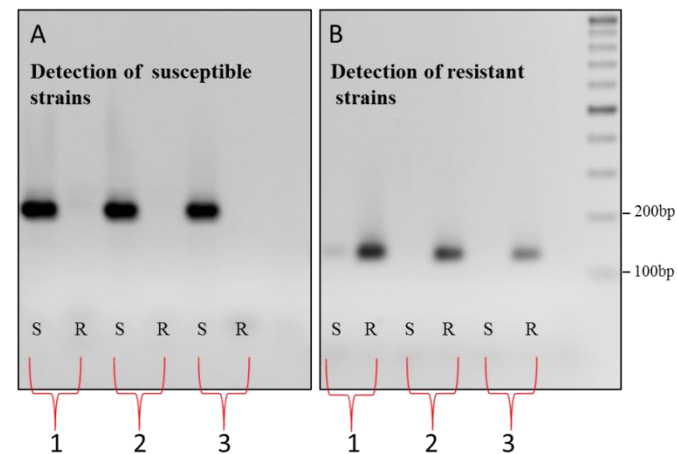 A
Detection of susceptible
strains
S R S R S R
1 2 3
B
Detection of resistant
strains
200bp
100bp
S R S R S R
1 2 3